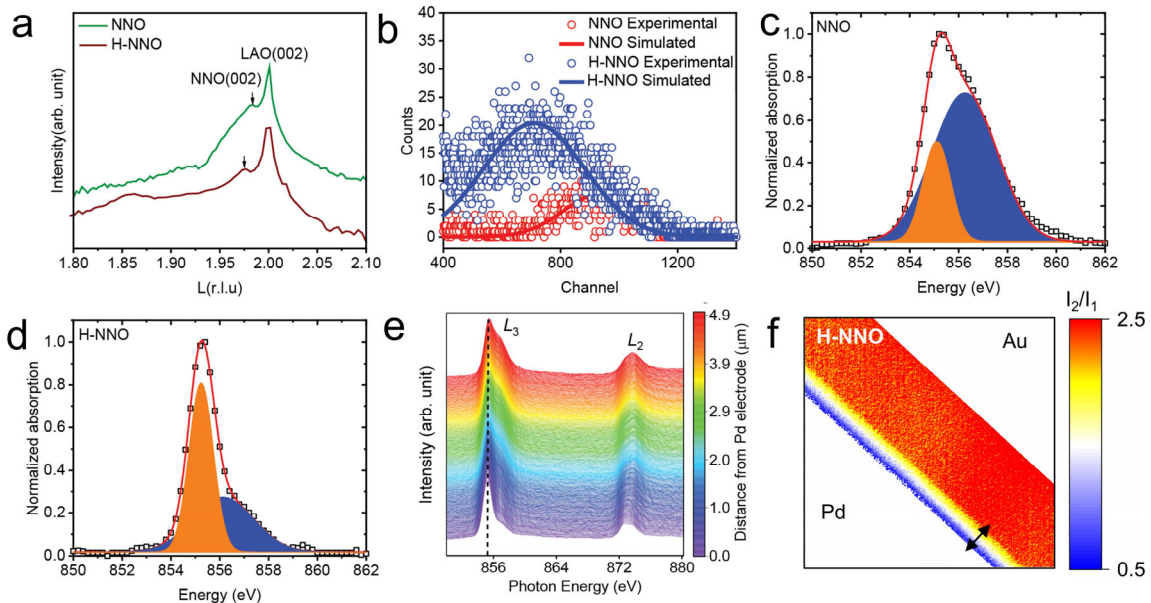 a
NNO
H-NNO
LAO(002)
NNO(002)
Intensity(arb. unit)
1.80 1.85 1.90 1.95 2.00 2.05 2.10
L(r.l.u)
b
NNO Experimental
NNO Simulated
H-NNO Experimental
H-NNO Simulated
Counts
40
35
30
25
20
15
10
5
0
400 800 1200
Channel
c
NNO
Normalized absorption
1.0
0.8
0.6
0.4
0.2
0.0
850 852 854 856 858 860 862
Energy (eV)
d
H-NNO
Normalized absorption
1.0
0.8
0.6
0.4
0.2
0.0
850 852 854 856 858 860 862
Energy (eV)
e
L3
L2
Intensity (arb. unit)
856 864 872 880
Photon Energy (eV)
4.9
3.9
2.9
2.0
1.0
0.0
Distance from Pd electrode (μm)
f
H-NNO
Au
Pd
I2/I1
2.5
0.5